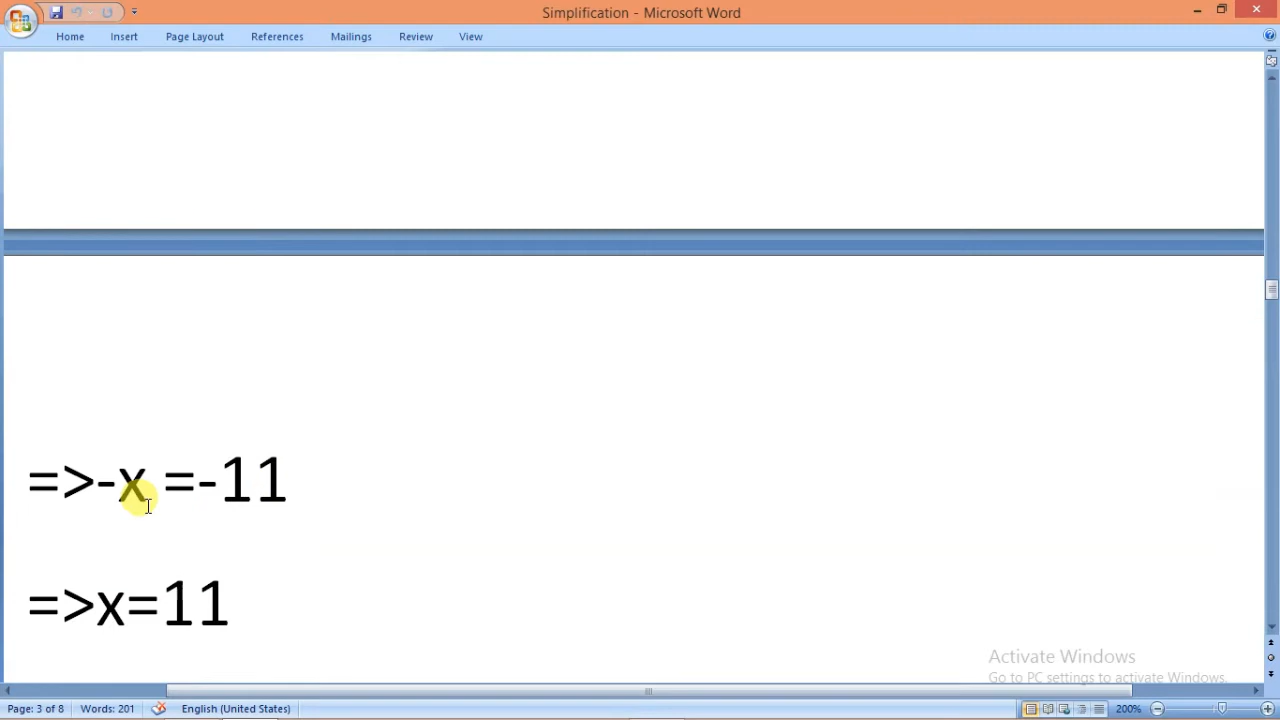 Simplification - Microsoft Word
Home Insert Page Layout References Mailings Review View
=>-x =-11
=>x=11
Activate Windows
Go to PC settings to activate Windows.
Page: 3 of 8 Words: 201 English (United States) 200%